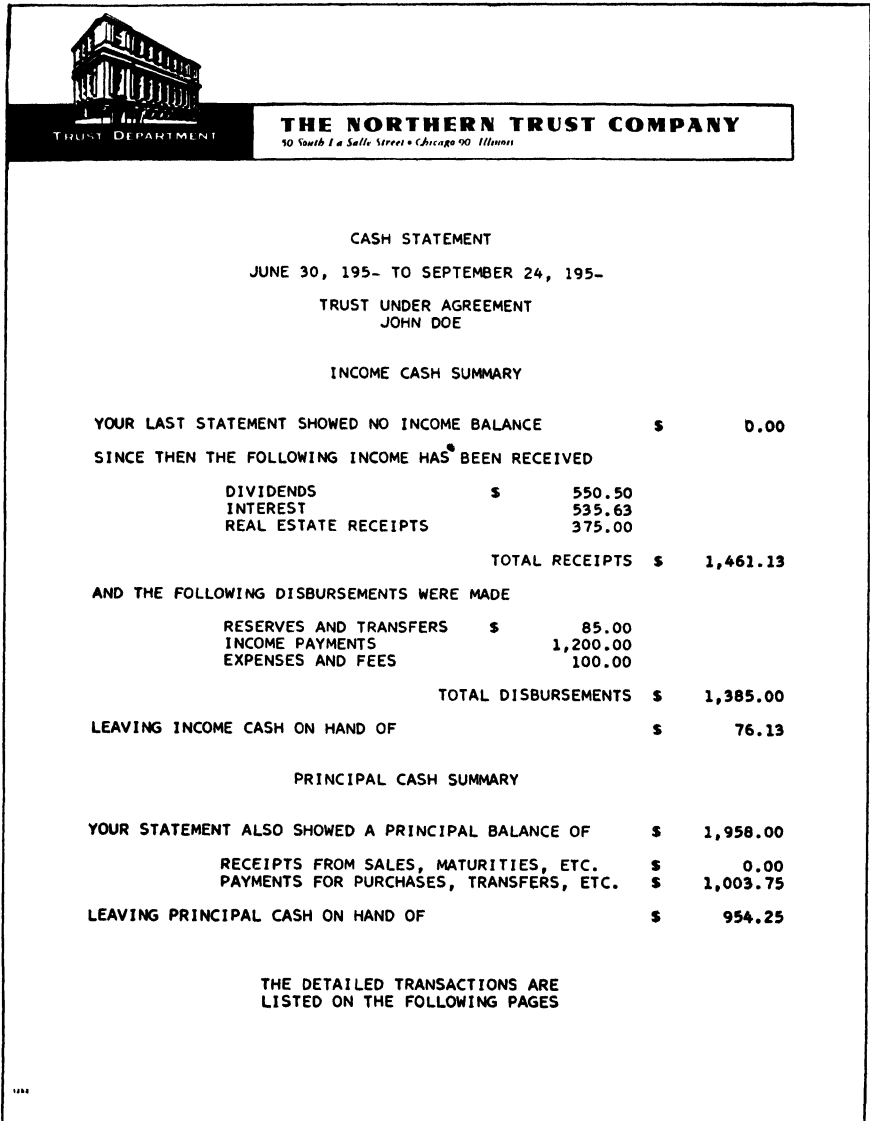 TRUST DEPARTMENT
THE NORTHERN TRUST COMPANY
50 South La Salle Street • Chicago 90 Illinois
CASH STATEMENT
JUNE 30, 195- TO SEPTEMBER 24, 195-
TRUST UNDER AGREEMENT
JOHN DOE
INCOME CASH SUMMARY
YOUR LAST STATEMENT SHOWED NO INCOME BALANCE $ 0.00
SINCE THEN THE FOLLOWING INCOME HAS BEEN RECEIVED
DIVIDENDS $ 550.50
INTEREST 535.63
REAL ESTATE RECEIPTS 375.00
TOTAL RECEIPTS $ 1,461.13
AND THE FOLLOWING DISBURSEMENTS WERE MADE
RESERVES AND TRANSFERS $ 85.00
INCOME PAYMENTS 1,200.00
EXPENSES AND FEES 100.00
TOTAL DISBURSEMENTS $ 1,385.00
LEAVING INCOME CASH ON HAND OF $ 76.13
PRINCIPAL CASH SUMMARY
YOUR STATEMENT ALSO SHOWED A PRINCIPAL BALANCE OF $ 1,958.00
RECEIPTS FROM SALES, MATURITIES, ETC. $ 0.00
PAYMENTS FOR PURCHASES, TRANSFERS, ETC. $ 1,003.75
LEAVING PRINCIPAL CASH ON HAND OF $ 954.25
THE DETAILED TRANSACTIONS ARE
LISTED ON THE FOLLOWING PAGES